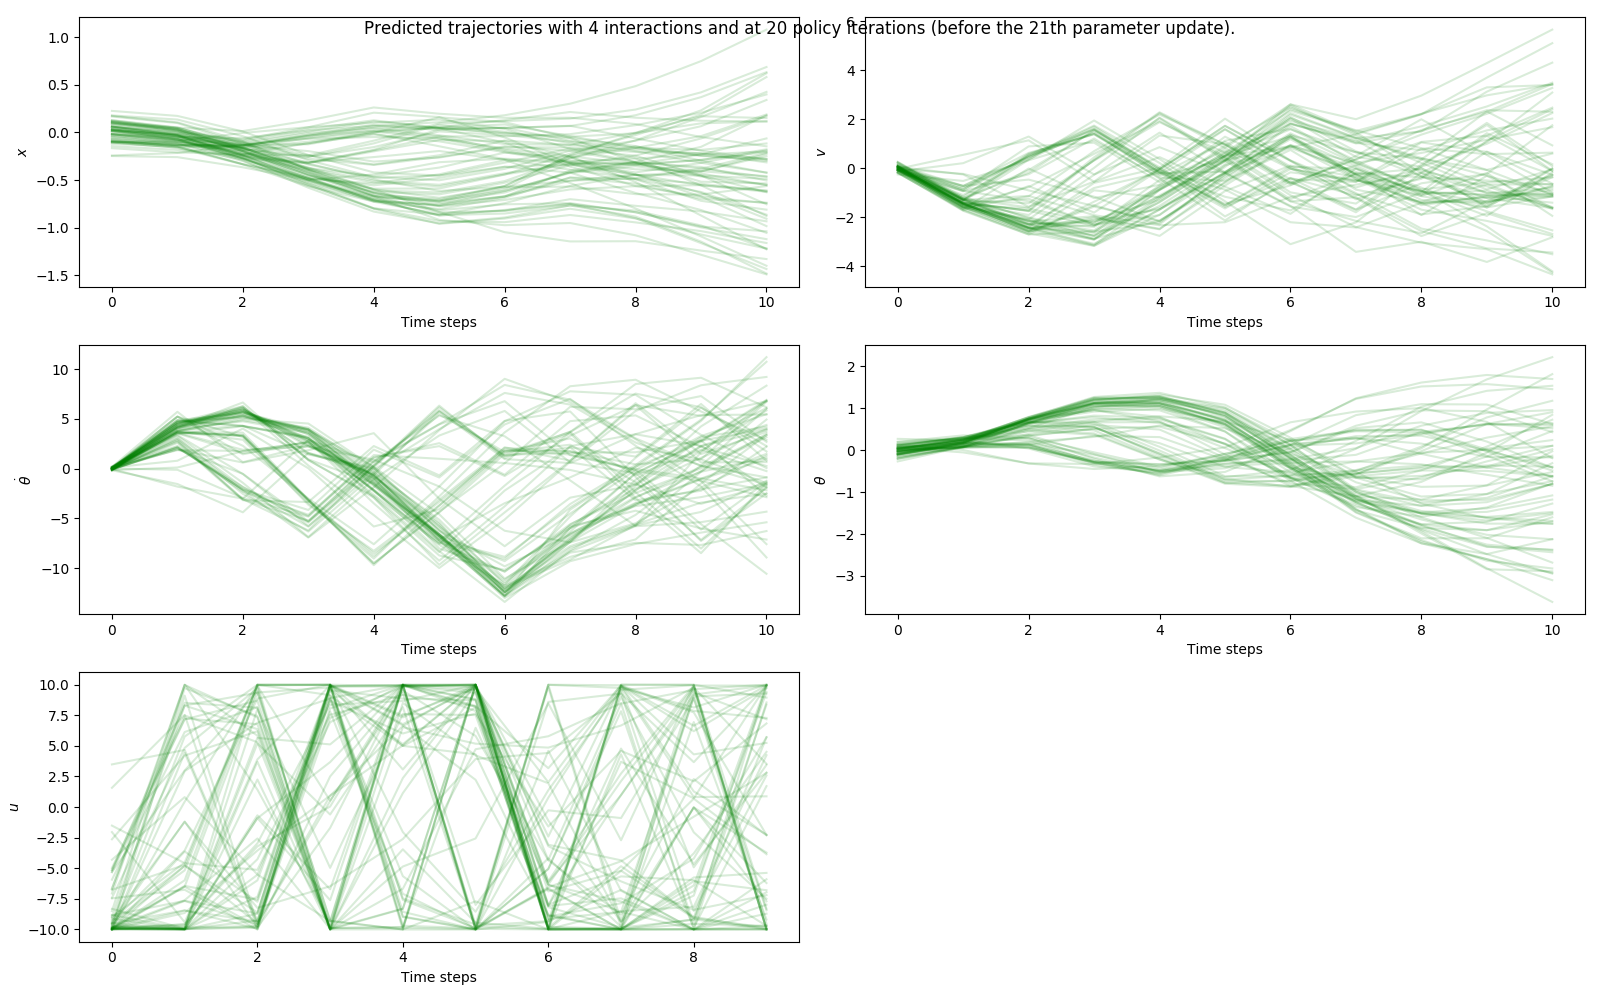 Predicted trajectories with 4 interactions and at 20 policy iterations (before the 21th parameter update).
1.0
0.5
0.0
−0.5
−1.0
−1.5
x
0 2 4 6 8 10
Time steps
6
4
2
0
−2
−4
v
0 2 4 6 8 10
Time steps
10
5
0
−5
−10
θ̇
0 2 4 6 8 10
Time steps
2
1
0
−1
−2
−3
θ
0 2 4 6 8 10
Time steps
10.0
7.5
5.0
2.5
0.0
−2.5
−5.0
−7.5
−10.0
u
0 2 4 6 8
Time steps